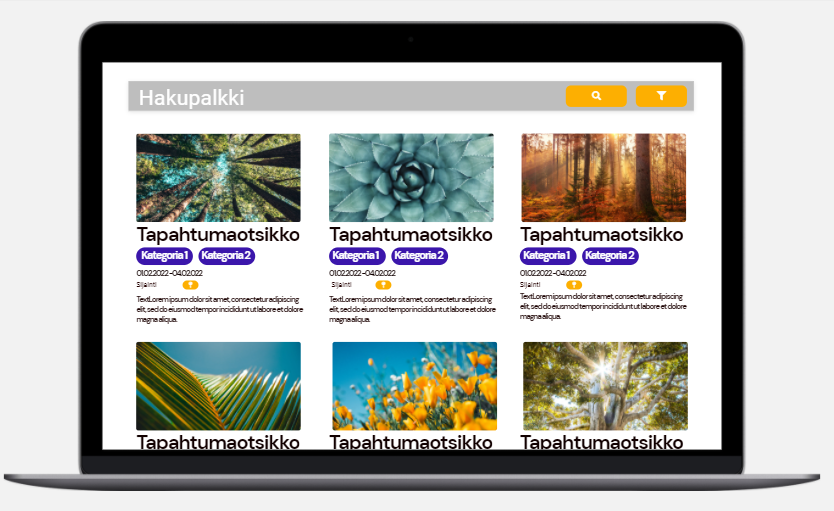 Hakupalkki
Tapahtumaotsikko
Kategoria 1 Kategoria 2
01.02.2022-04.02.2022
Sijainti
Text Lorem ipsum dolor sit amet, consectetur adipiscing
elit, sed do eiusmod tempor incididunt ut labore et dolore
magna aliqua.
Tapahtumaotsikko
Kategoria 1 Kategoria 2
01.02.2022-04.02.2022
Sijainti
Text Lorem ipsum dolor sit amet, consectetur adipiscing
elit, sed do eiusmod tempor incididunt ut labore et dolore
magna aliqua.
Tapahtumaotsikko
Kategoria 1 Kategoria 2
01.02.2022-04.02.2022
Sijainti
Text Lorem ipsum dolor sit amet, consectetur adipiscing
elit, sed do eiusmod tempor incididunt ut labore et dolore
magna aliqua.
Tapahtumaotsikko
Tapahtumaotsikko
Tapahtumaotsikko